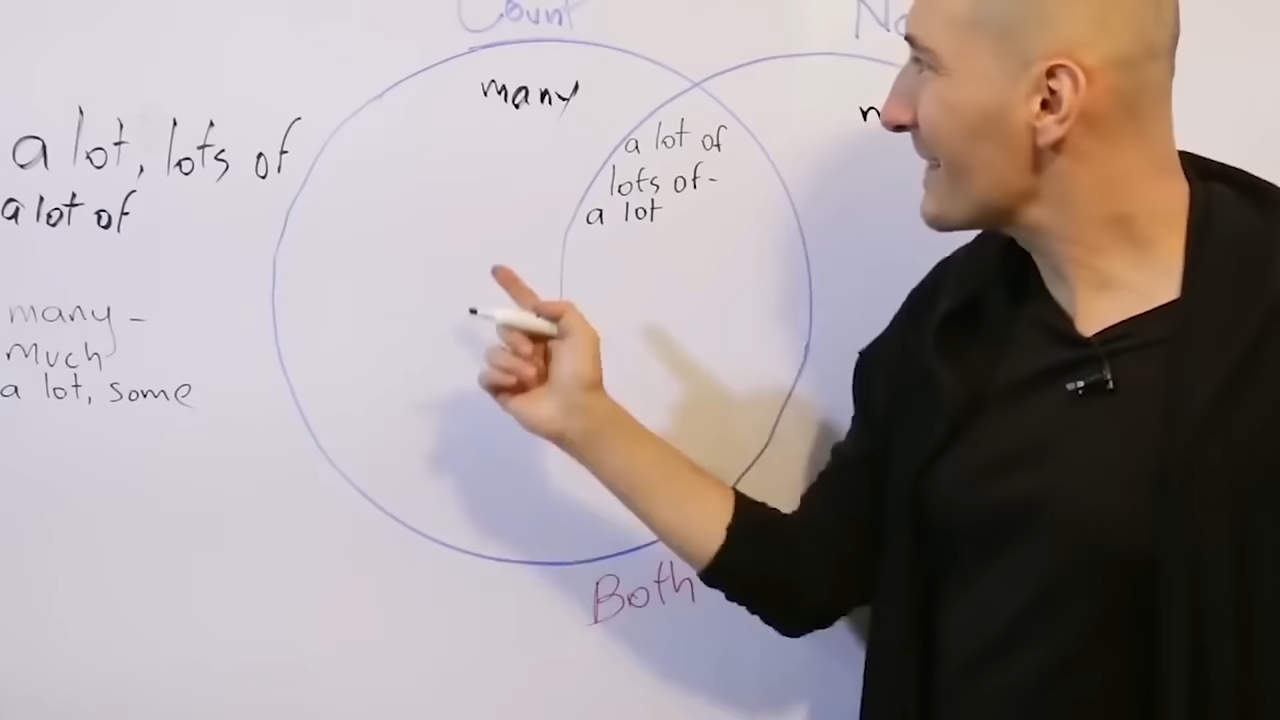 Count
many
a lot of
lots of-
a lot
a lot, lots of
a lot of
many -
much
a lot, some
Both